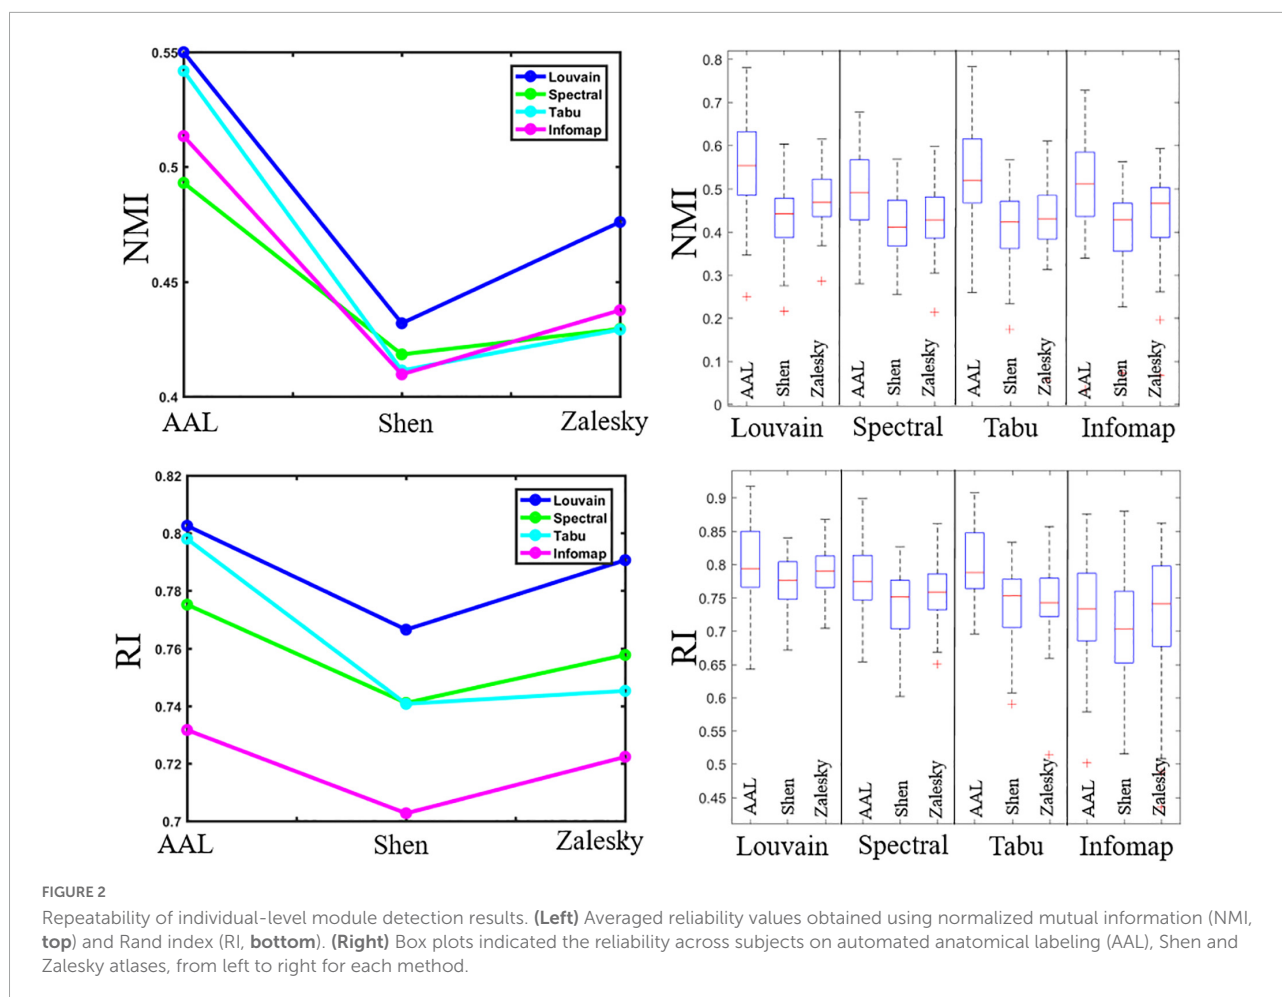 0.55
0.5
0.45
0.4
NMI
Louvain
Spectral
Tabu
Infomap
AAL
Shen
Zalesky
0.8
0.7
0.6
0.5
0.4
0.3
0.2
0.1
0
NMI
AAL
Shen
Zalesky
AAL
Shen
Zalesky
AAL
Shen
Zalesky
AAL
Shen
Zalesky
Louvain
Spectral
Tabu
Infomap
0.82
0.8
0.78
0.76
0.74
0.72
0.7
RI
Louvain
Spectral
Tabu
Infomap
AAL
Shen
Zalesky
0.9
0.85
0.8
0.75
0.7
0.65
0.6
0.55
0.5
0.45
RI
AAL
Shen
Zalesky
AAL
Shen
Zalesky
AAL
Shen
Zalesky
AAL
Shen
Zalesky
Louvain
Spectral
Tabu
Infomap
FIGURE 2
Repeatability of individual-level module detection results. (Left) Averaged reliability values obtained using normalized mutual information (NMI,
top) and Rand index (RI, bottom). (Right) Box plots indicated the reliability across subjects on automated anatomical labeling (AAL), Shen and
Zalesky atlases, from left to right for each method.